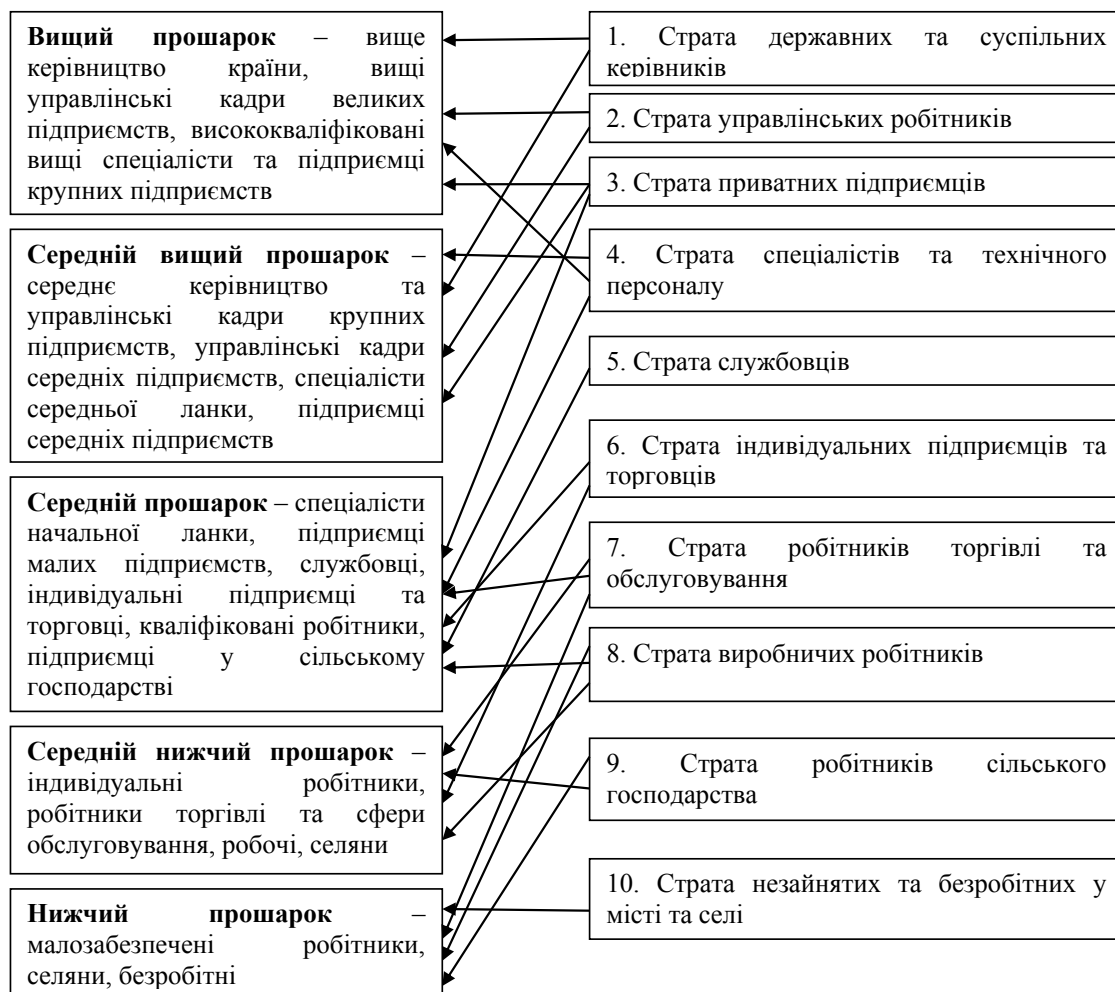 Вищий прошарок – вище
керівництво країни, вищі
управлінські кадри великих
підприємств, висококваліфіковані
вищі спеціалісти та підприємці
крупних підприємств
Середній вищий прошарок –
середнє керівництво та
управлінські кадри крупних
підприємств, управлінські кадри
середніх підприємств, спеціалісти
середньої ланки, підприємці
середніх підприємств
Середній прошарок – спеціалісти
начальної ланки, підприємці
малих підприємств, службовці,
індивідуальні підприємці та
торговці, кваліфіковані робітники,
підприємці у сільському
господарстві
Середній нижчий прошарок –
індивідуальні робітники,
робітники торгівлі та сфери
обслуговування, робочі, селяни
Нижчий прошарок –
малозабезпечені робітники,
селяни, безробітні
1. Страта державних та суспільних
керівників
2. Страта управлінських робітників
3. Страта приватних підприємців
4. Страта спеціалістів та технічного
персоналу
5. Страта службовців
6. Страта індивідуальних підприємців та
торговців
7. Страта робітників торгівлі та
обслуговування
8. Страта виробничих робітників
9. Страта робітників сільського
господарства
10. Страта незайнятих та безробітних у
місті та селі